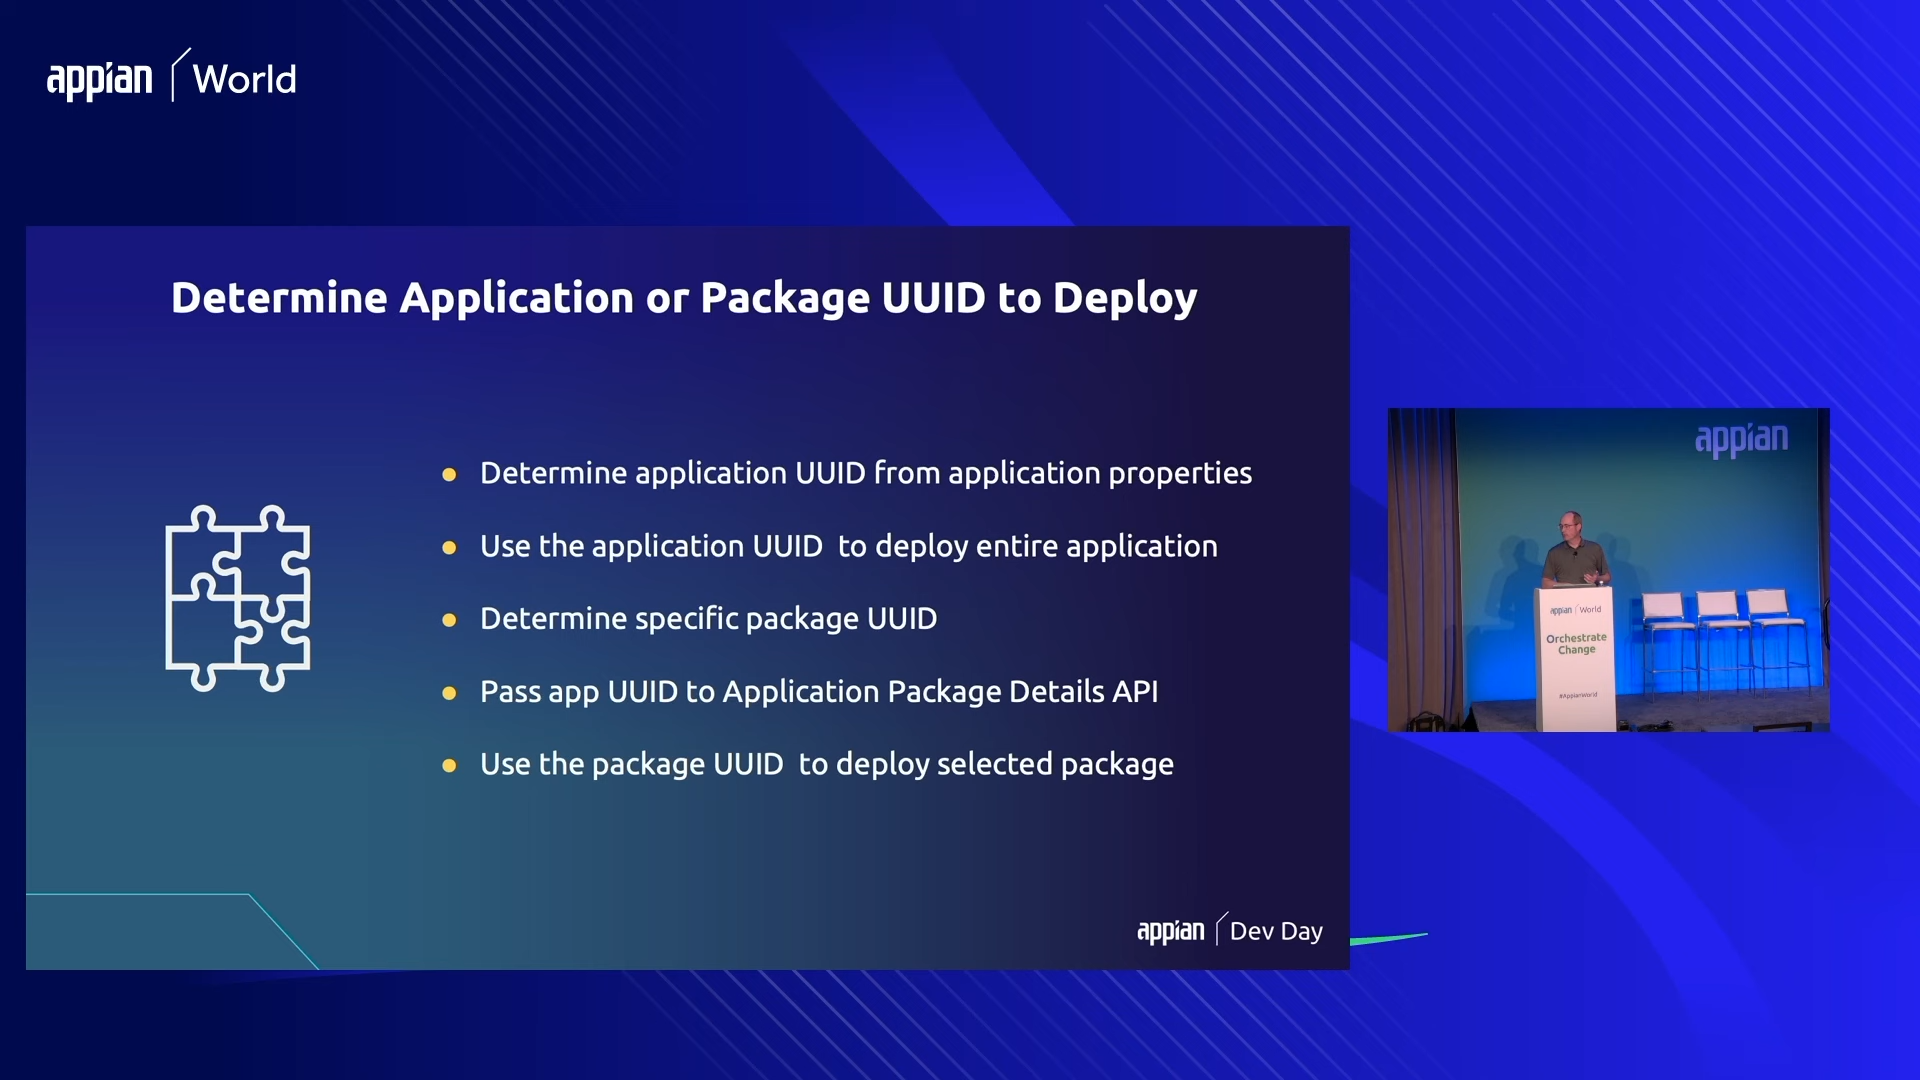 appian World
Determine Application or Package UUID to Deploy
Determine application UUID from application properties
Use the application UUID to deploy entire application
Determine specific package UUID
Pass app UUID to Application Package Details API
Use the package UUID to deploy selected package
appian Dev Day
appian
appian World
Orchestrate
Change
#AppianWorld